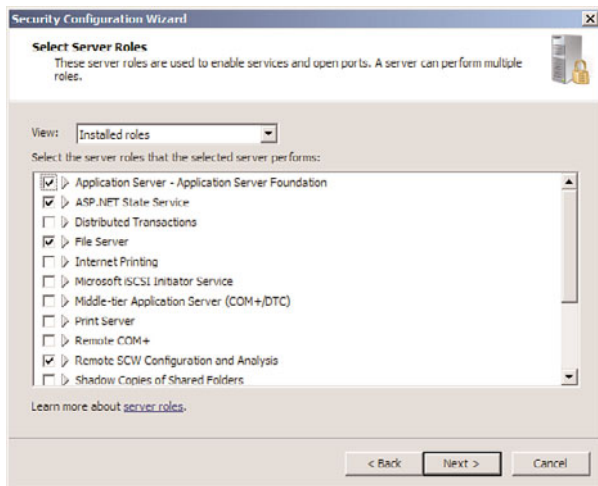 Security Configuration Wizard
Select Server Roles
These server roles are used to enable services and open ports. A server can perform multiple
roles.
View: Installed roles
Select the server roles that the selected server performs:
Application Server - Application Server Foundation
ASP.NET State Service
Distributed Transactions
File Server
Internet Printing
Microsoft iSCSI Initiator Service
Middle-tier Application Server (COM+/DTC)
Print Server
Remote COM+
Remote SCW Configuration and Analysis
Shadow Copies of Shared Folders
Learn more about server roles.
< Back Next > Cancel